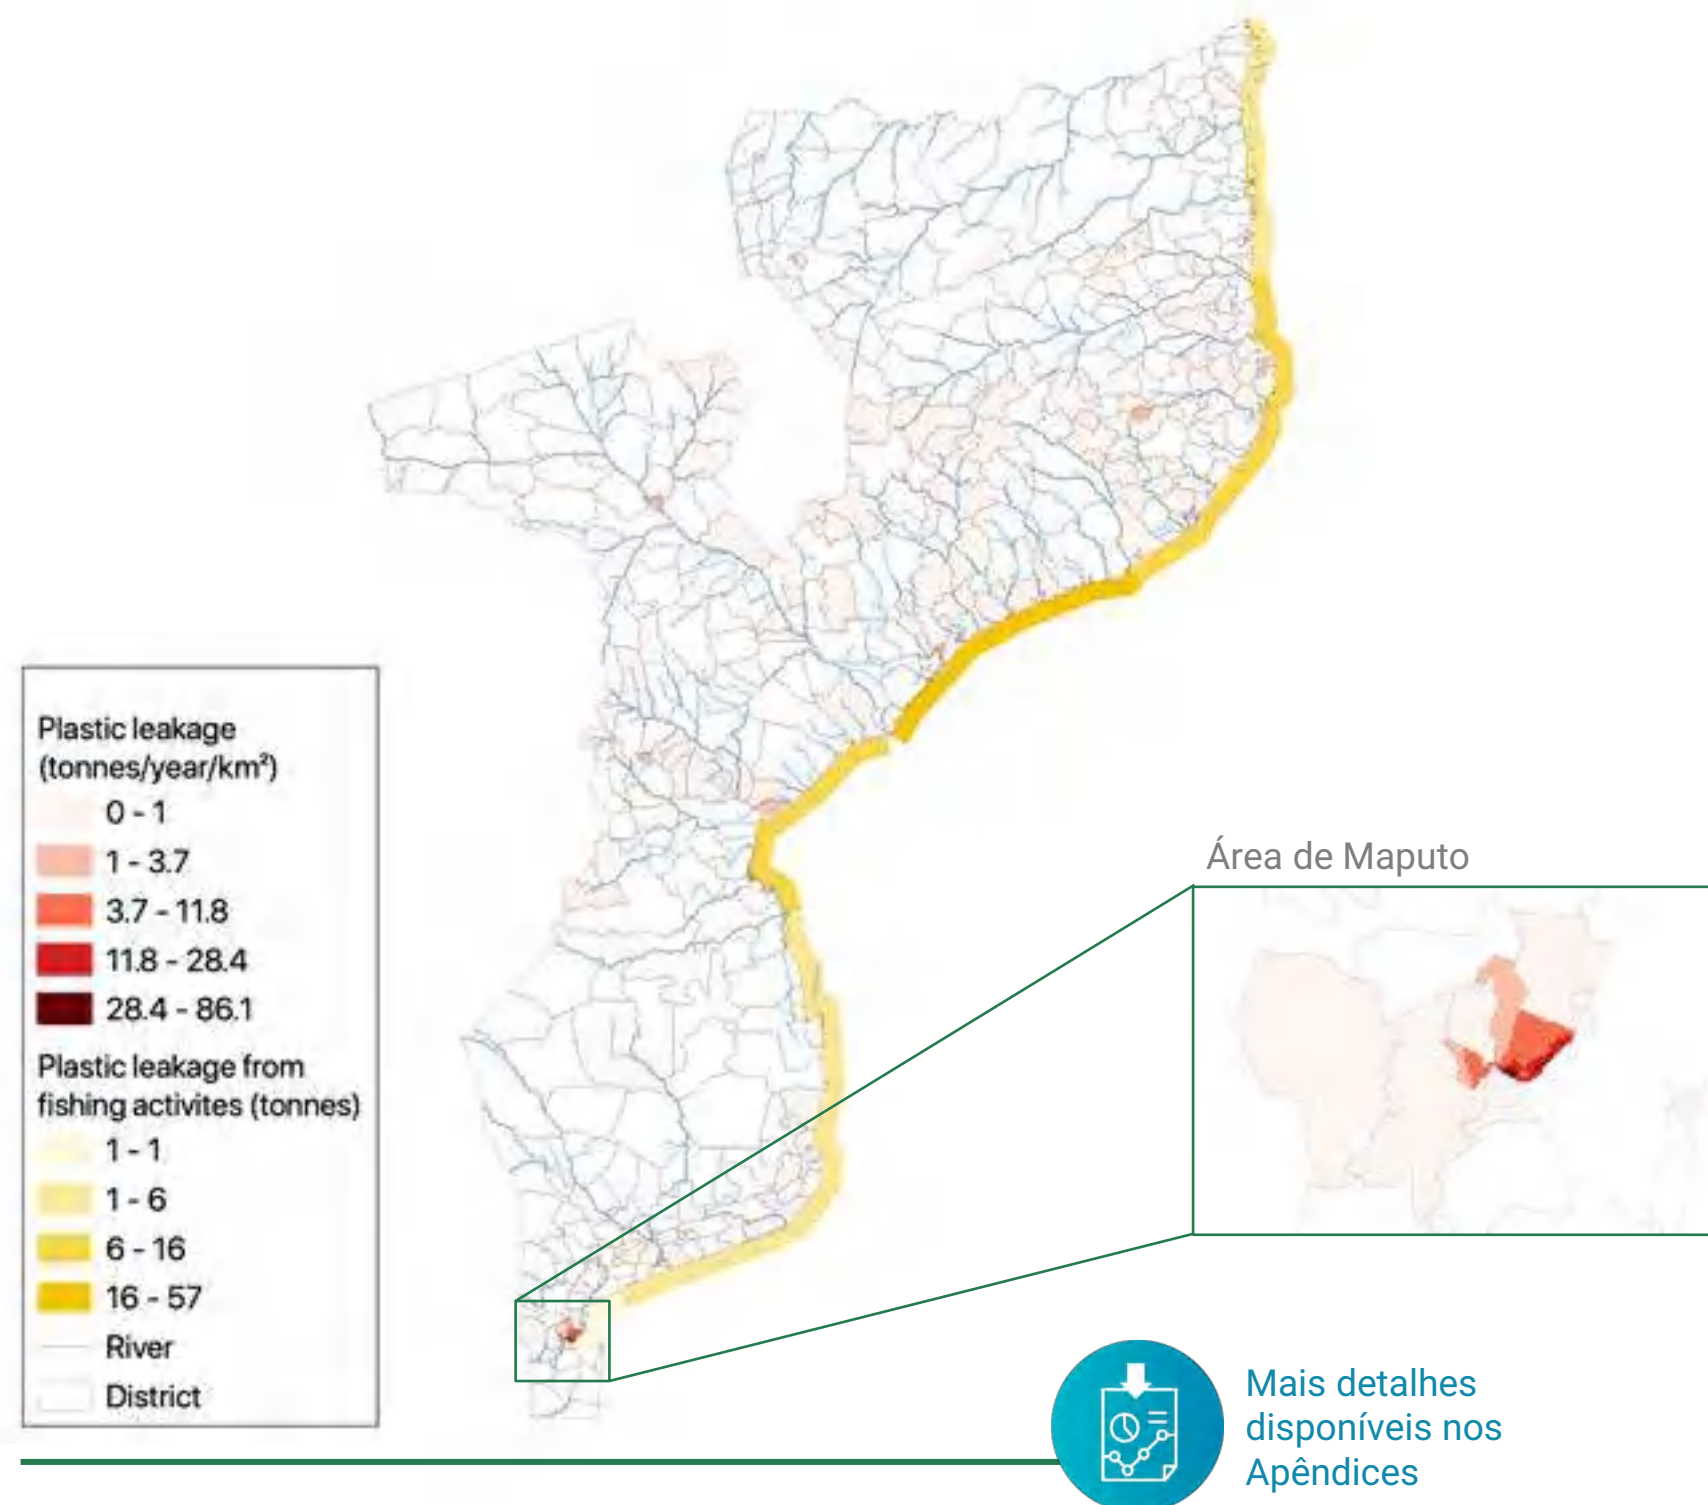 Plastic leakage
(tonnes/year/km²)
0 - 1
1 - 3.7
3.7 - 11.8
11.8 - 28.4
28.4 - 86.1
Plastic leakage from
fishing activites (tonnes)
1 - 1
1 - 6
6 - 16
16 - 57
River
District
Área de Maputo
Mais detalhes
disponíveis nos
Apêndices